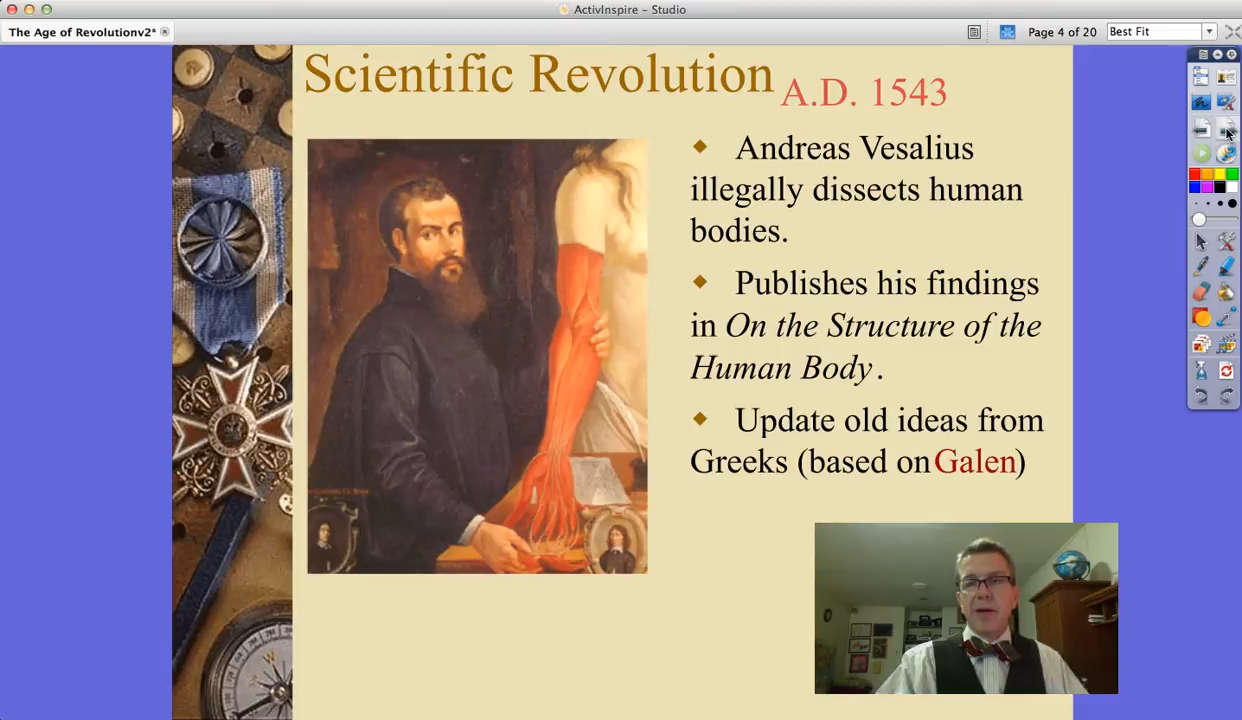 ActivInspire - Studio
The Age of Revolutionv2*
Page 4 of 20
Best Fit
Scientific Revolution
A.D. 1543
Andreas Vesalius
illegally dissects human
bodies.
Publishes his findings
in On the Structure of the
Human Body.
Update old ideas from
Greeks (based on Galen)